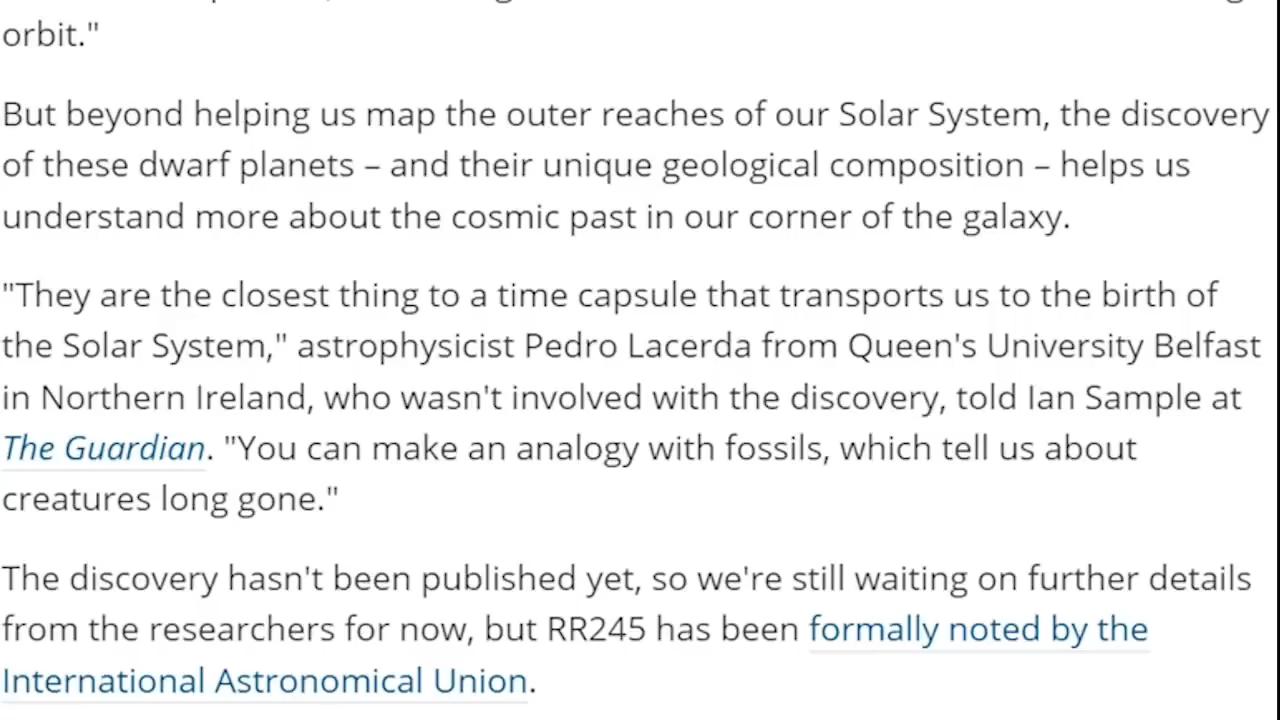 orbit."
But beyond helping us map the outer reaches of our Solar System, the discovery
of these dwarf planets – and their unique geological composition – helps us
understand more about the cosmic past in our corner of the galaxy.
"They are the closest thing to a time capsule that transports us to the birth of
the Solar System," astrophysicist Pedro Lacerda from Queen's University Belfast
in Northern Ireland, who wasn't involved with the discovery, told Ian Sample at
The Guardian. "You can make an analogy with fossils, which tell us about
creatures long gone."
The discovery hasn't been published yet, so we're still waiting on further details
from the researchers for now, but RR245 has been formally noted by the
International Astronomical Union.